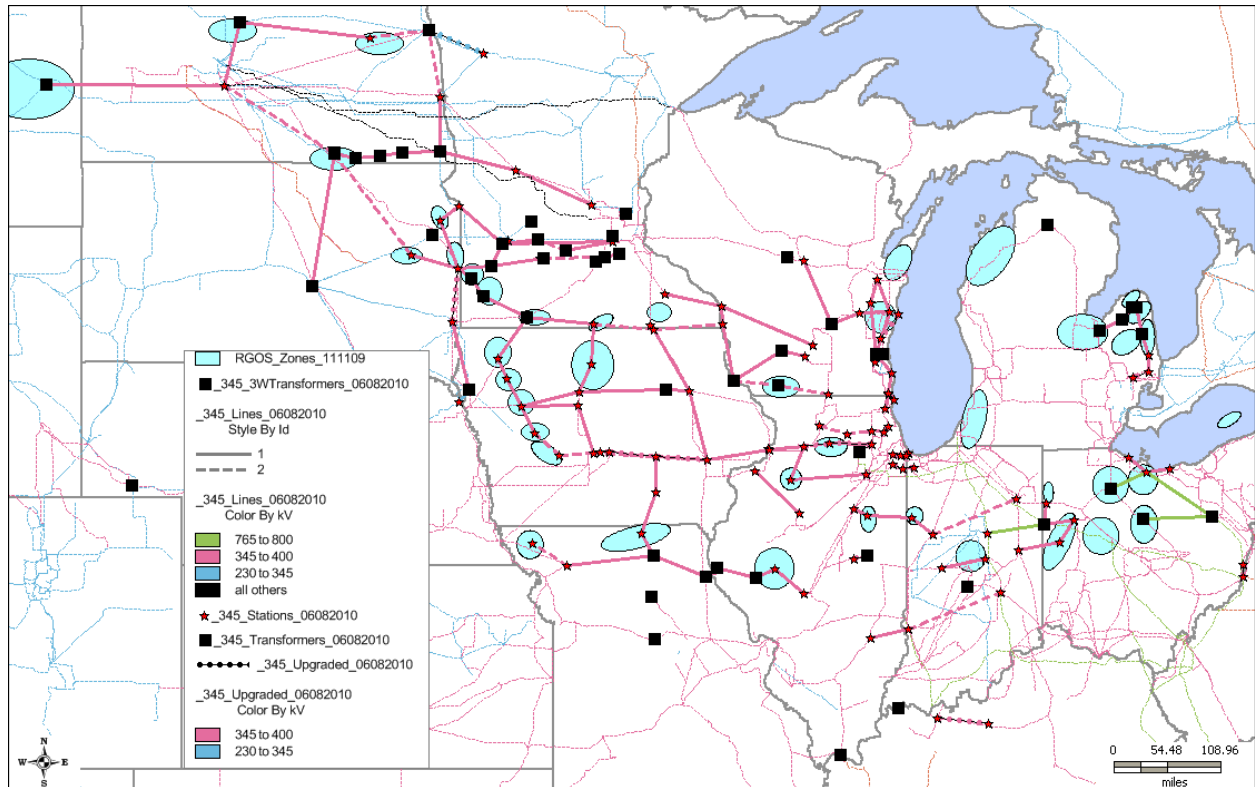 RGOS_Zones_111109
_345_3WTransformers_06082010
_345_Lines_06082010
Style By Id
1
2
_345_Lines_06082010
Color By kV
765 to 800
345 to 400
230 to 345
all others
_345_Stations_06082010
_345_Transformers_06082010
_345_Upgraded_06082010
_345_Upgraded_06082010
Color By kV
345 to 400
230 to 345
N
W E
S
0 54.48 108.96
miles